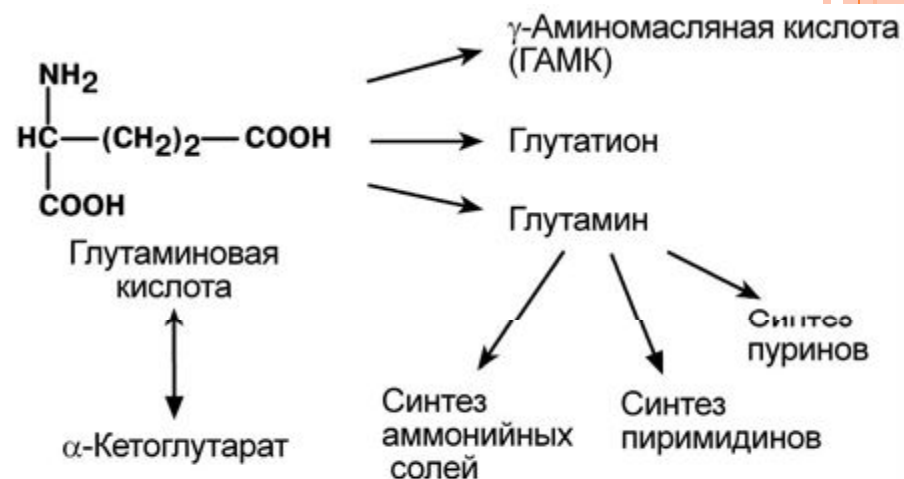 γ-Аминомасляная кислота
(ГАМК)
NH2
HC—(CH2)2—COOH
COOH
Глутаминовая
кислота
Глутатион
Глутамин
α-Кетоглутарат
Синтез
аммонийных
солей
Синтез
пиримидинов
Синтез
пуринов